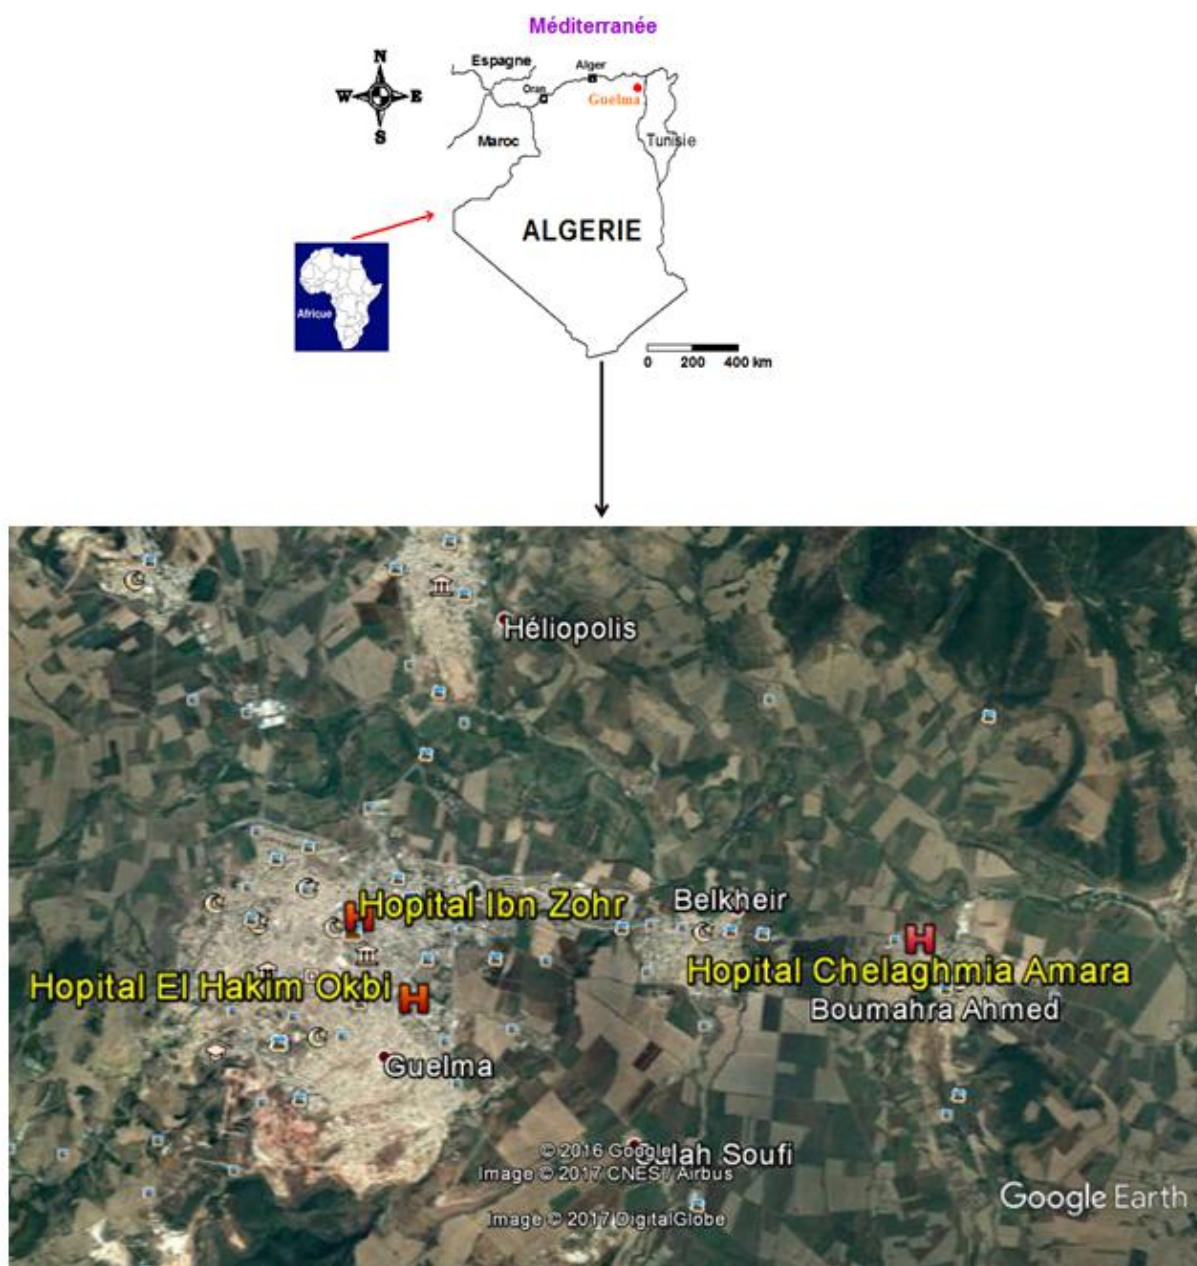 Méditerranée
N
W E
S
Espagne
Alger
Oran
Guelma
Maroc
Tunisie
ALGERIE
Africue
0 200 400 km
Héliopolis
Belkheir
H Hopital Ibn Zohr
H
Hopital Chelaghmia Amara
Hopital El Hakim Okbi H
Boumahra Ahmed
Guelma
Salah Soufi
© 2016 Google
Image © 2017 CNES / Airbus
Image © 2017 DigitalGlobe
Google Earth